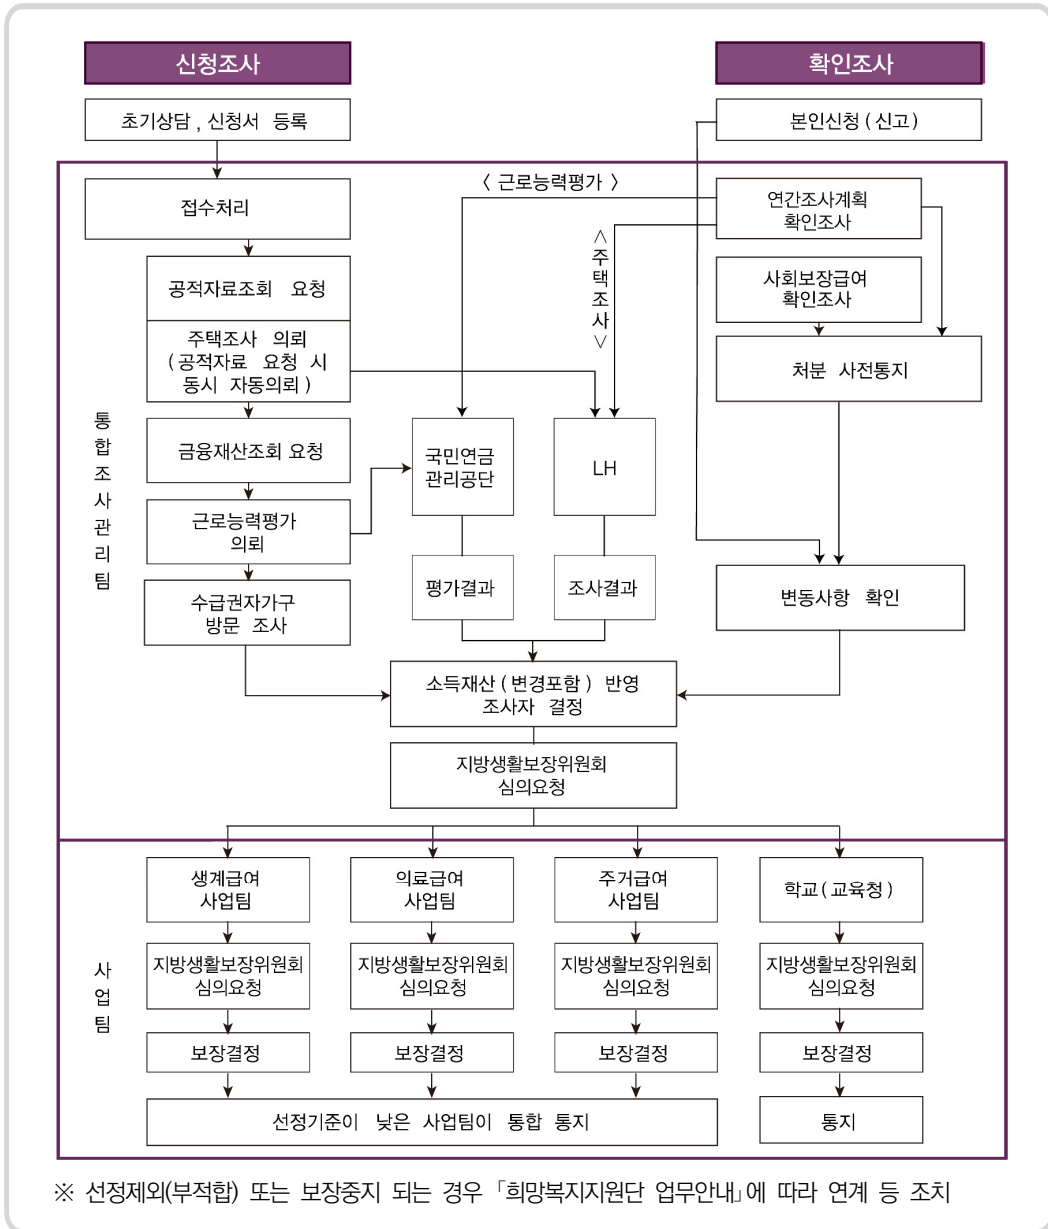 신청조사
확인조사
초기상담, 신청서 등록
본인신청(신고)
접수처리
〈 근로능력평가 〉
연간조사계획
확인조사
〈주택조사〉
공적자료조회 요청
사회보장급여
확인조사
주택조사 의뢰
(공적자료 요청 시
동시 자동의뢰)
처분 사전통지
통합조사관리팀
금융재산조회 요청
국민연금
관리공단
LH
근로능력평가
의뢰
평가결과
조사결과
변동사항 확인
수급권자가구
방문 조사
소득재산(변경포함) 반영
조사자 결정
지방생활보장위원회
심의요청
생계급여
사업팀
의료급여
사업팀
주거급여
사업팀
학교(교육청)
사업팀
지방생활보장위원회
심의요청
지방생활보장위원회
심의요청
지방생활보장위원회
심의요청
지방생활보장위원회
심의요청
보장결정
보장결정
보장결정
보장결정
선정기준이 낮은 사업팀이 통합 통지
통지
※ 선정제외(부적합) 또는 보장중지 되는 경우 「희망복지지원단 업무안내」에 따라 연계 등 조치